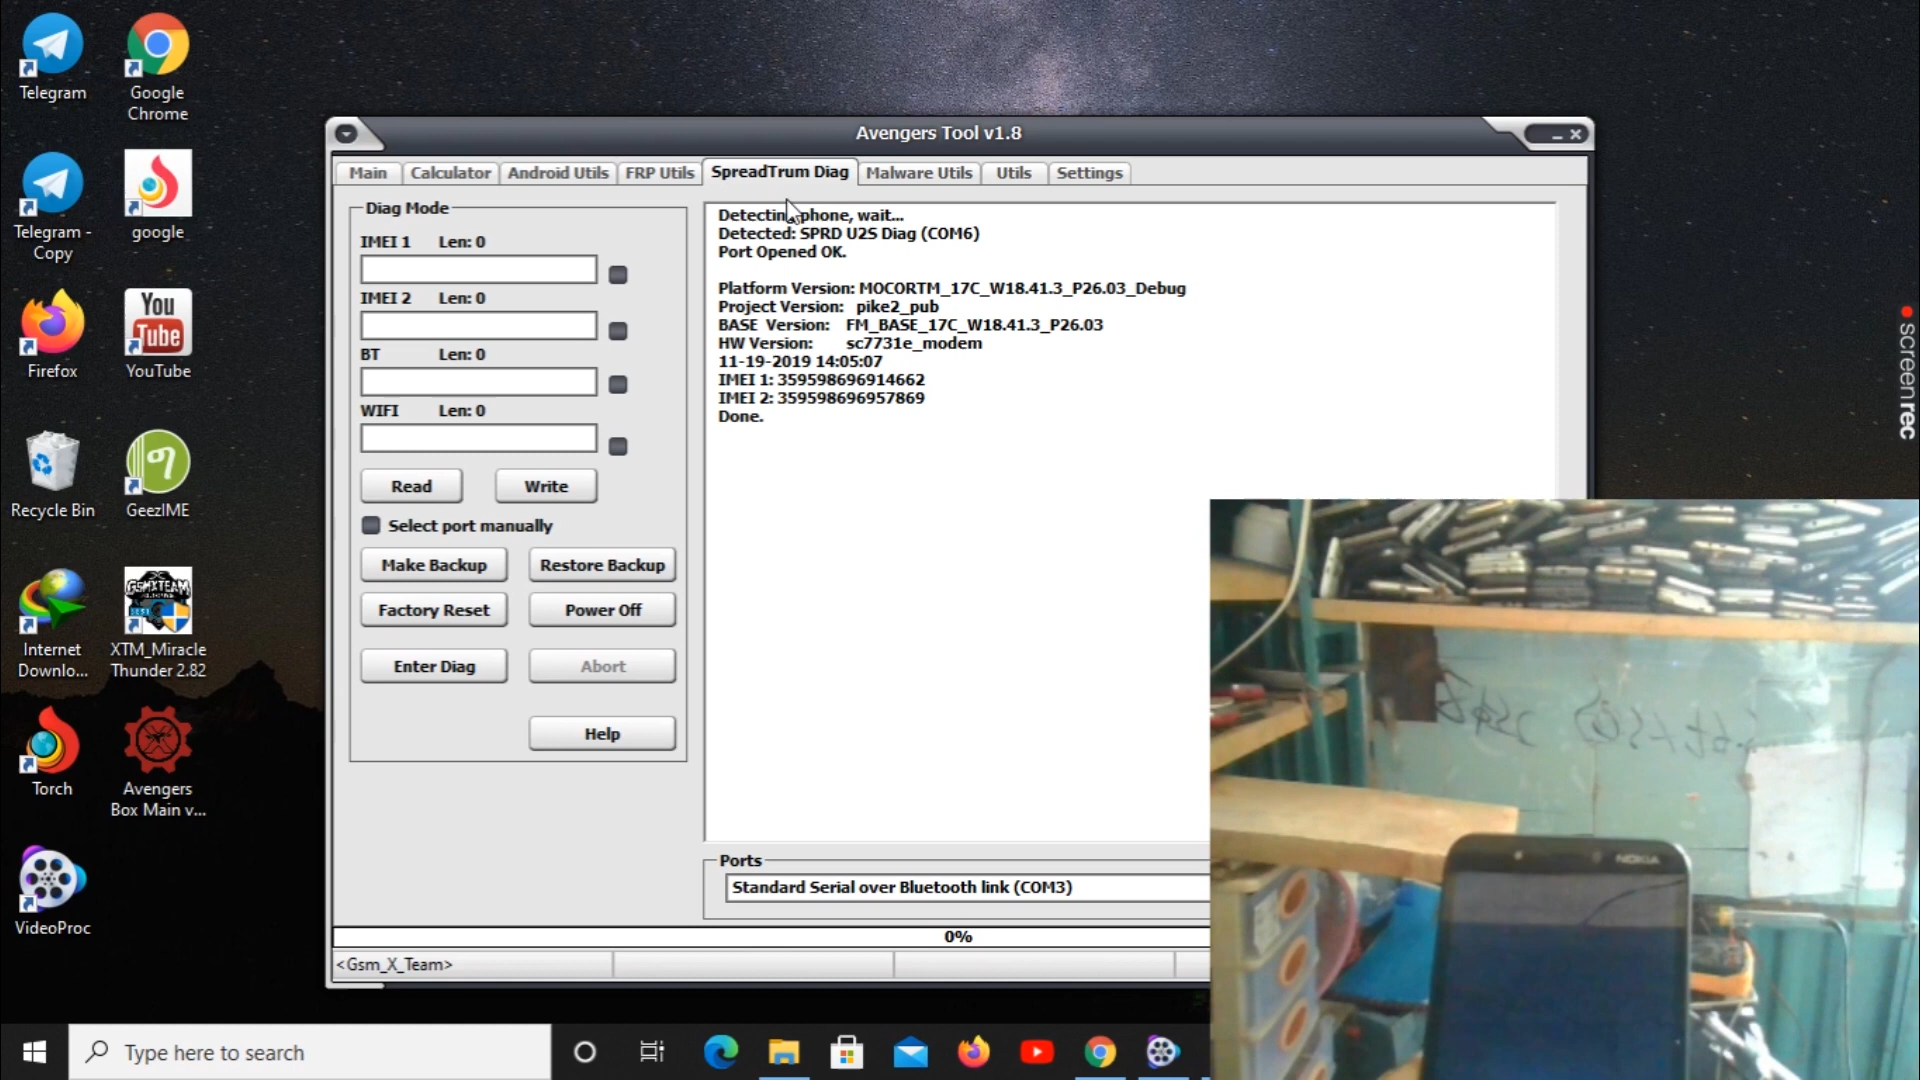 Telegram
Google
Chrome
Telegram -
Copy
google
Firefox
You
Tube
YouTube
Recycle Bin
GeezIME
GSMXTEAM
Internet
Downlo...
XTM_Miracle
Thunder 2.82
Torch
Avengers
Box Main v...
VideoProc
Avengers Tool v1.8
Main
Calculator
Android Utils
FRP Utils
SpreadTrum Diag
Malware Utils
Utils
Settings
Diag Mode
IMEI 1 Len: 0
IMEI 2 Len: 0
BT Len: 0
WIFI Len: 0
Read
Write
Select port manually
Make Backup
Restore Backup
Factory Reset
Power Off
Enter Diag
Abort
Help
Detecting phone, wait...
Detected: SPRD U2S Diag (COM6)
Port Opened OK.
Platform Version: MOCORTM_17C_W18.41.3_P26.03_Debug
Project Version: pike2_pub
BASE Version: FM_BASE_17C_W18.41.3_P26.03
HW Version: sc7731e_modem
11-19-2019 14:05:07
IMEI 1: 359598696914662
IMEI 2: 359598696957869
Done.
Ports
Standard Serial over Bluetooth link (COM3)
0%
<Gsm_X_Team>
screenrec
NOKIA
Type here to search